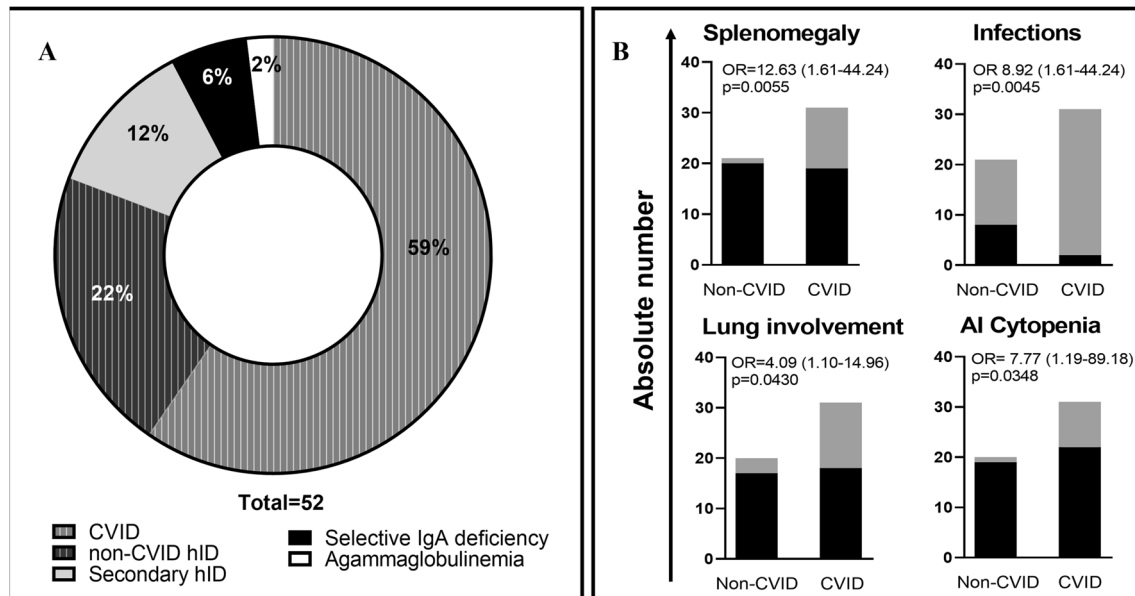 A
2%
6%
12%
59%
22%
Total=52
CVID
non-CVID hID
Secondary hID
Selective IgA deficiency
Agammaglobulinemia
B
Absolute number
Splenomegaly
OR=12.63 (1.61-44.24)
p=0.0055
40
30
20
10
0
Non-CVID CVID
Infections
OR 8.92 (1.61-44.24)
p=0.0045
40
30
20
10
0
Non-CVID CVID
Lung involvement
OR=4.09 (1.10-14.96)
p=0.0430
40
30
20
10
0
Non-CVID CVID
AI Cytopenia
OR= 7.77 (1.19-89.18)
p=0.0348
40
30
20
10
0
Non-CVID CVID